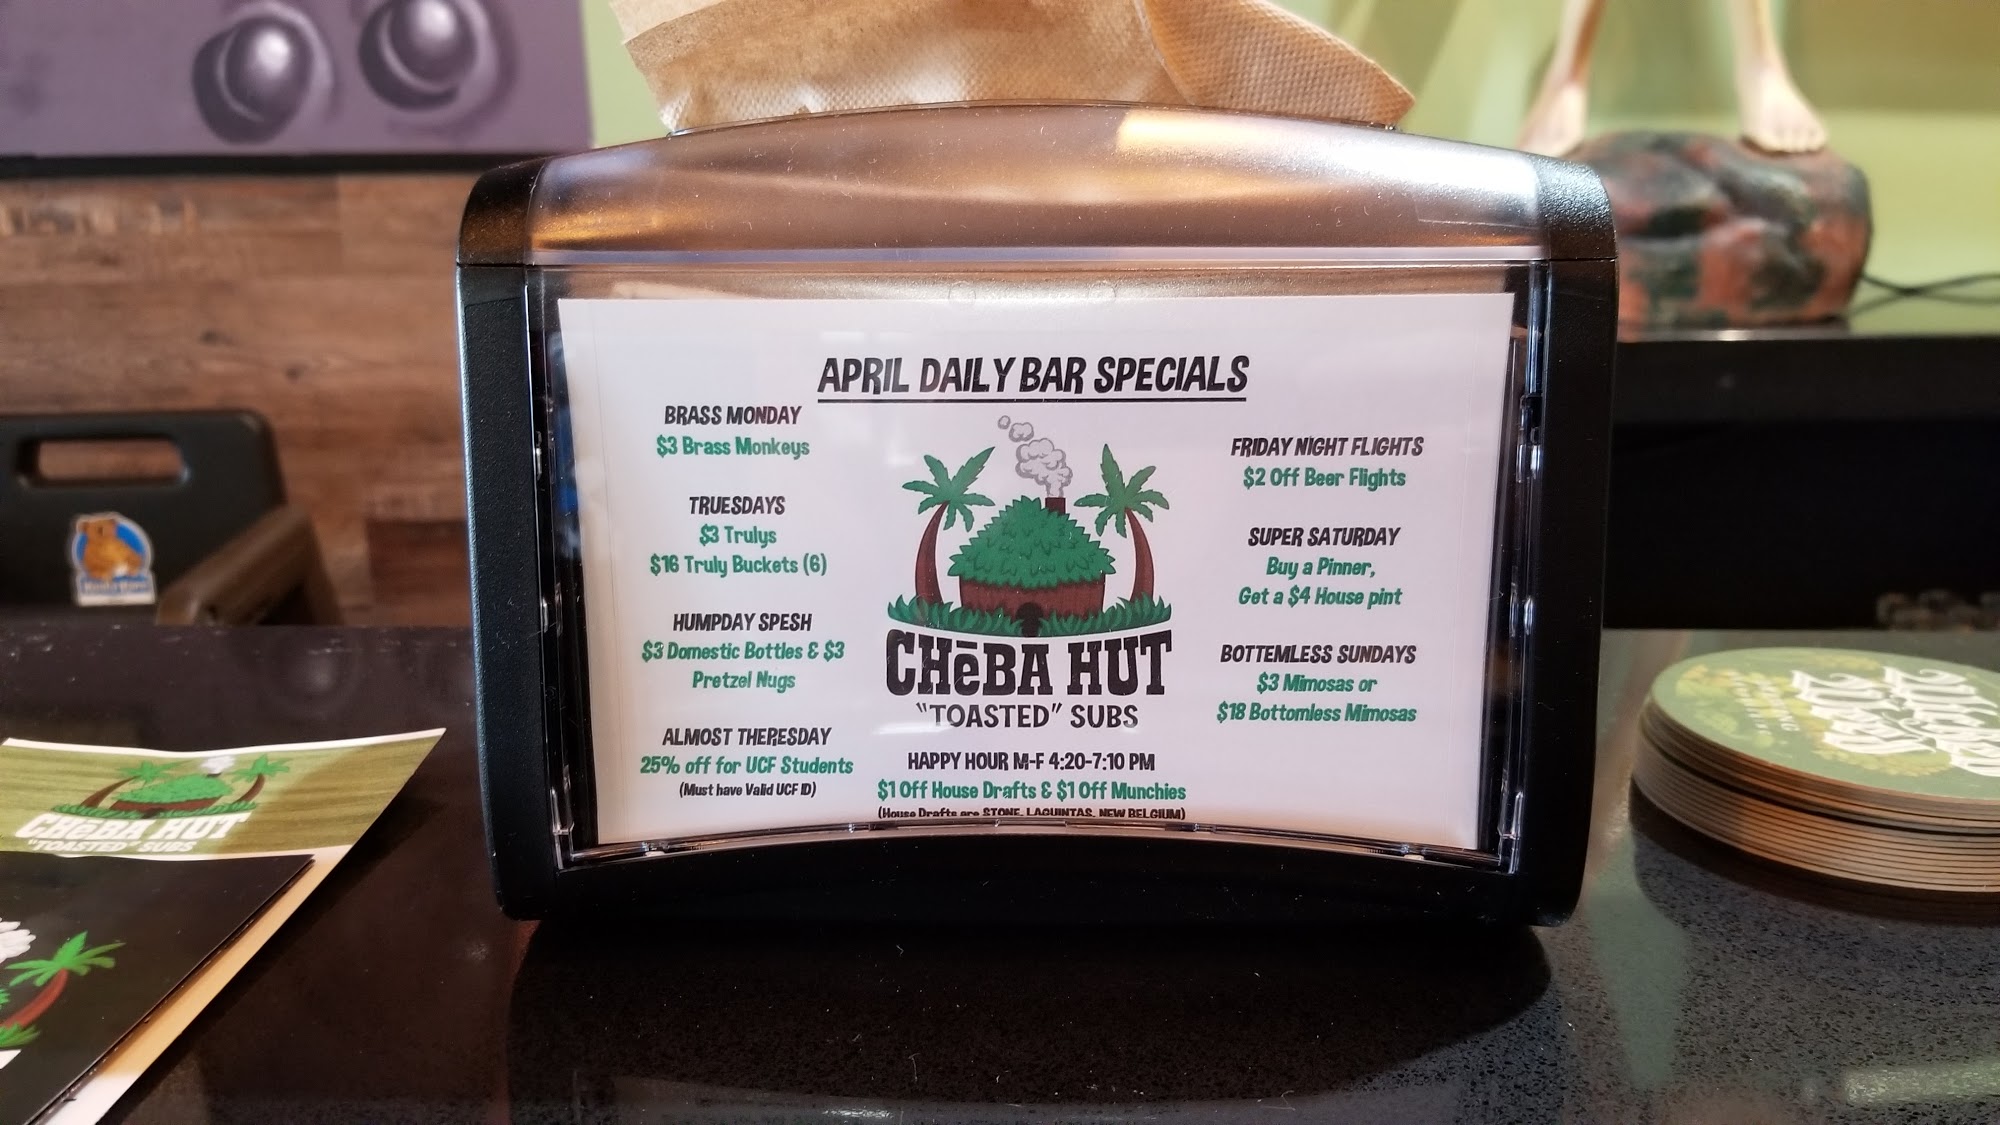 APRIL DAILY BAR SPECIALS
BRASS MONDAY
$3 Brass Monkeys
TRUESDAYS
$3 Trulys
$16 Truly Buckets (6)
HUMPDAY SPESH
$3 Domestic Bottles & $3
Pretzel Nugs
ALMOST THERESDAY
25% off for UCF Students
(Must have Valid UCF ID)
CHēBA HUT
"TOASTED" SUBS
HAPPY HOUR M-F 4:20-7:10 PM
$1 Off House Drafts & $1 Off Munchies
(House Drafts are STONE, LAGUINTAS, NEW BELGIUM)
FRIDAY NIGHT FLIGHTS
$2 Off Beer Flights
SUPER SATURDAY
Buy a Pinner,
Get a $4 House pint
BOTTEMLESS SUNDAYS
$3 Mimosas or
$18 Bottomless Mimosas
CHēBA HUT
"TOASTED" SUBS